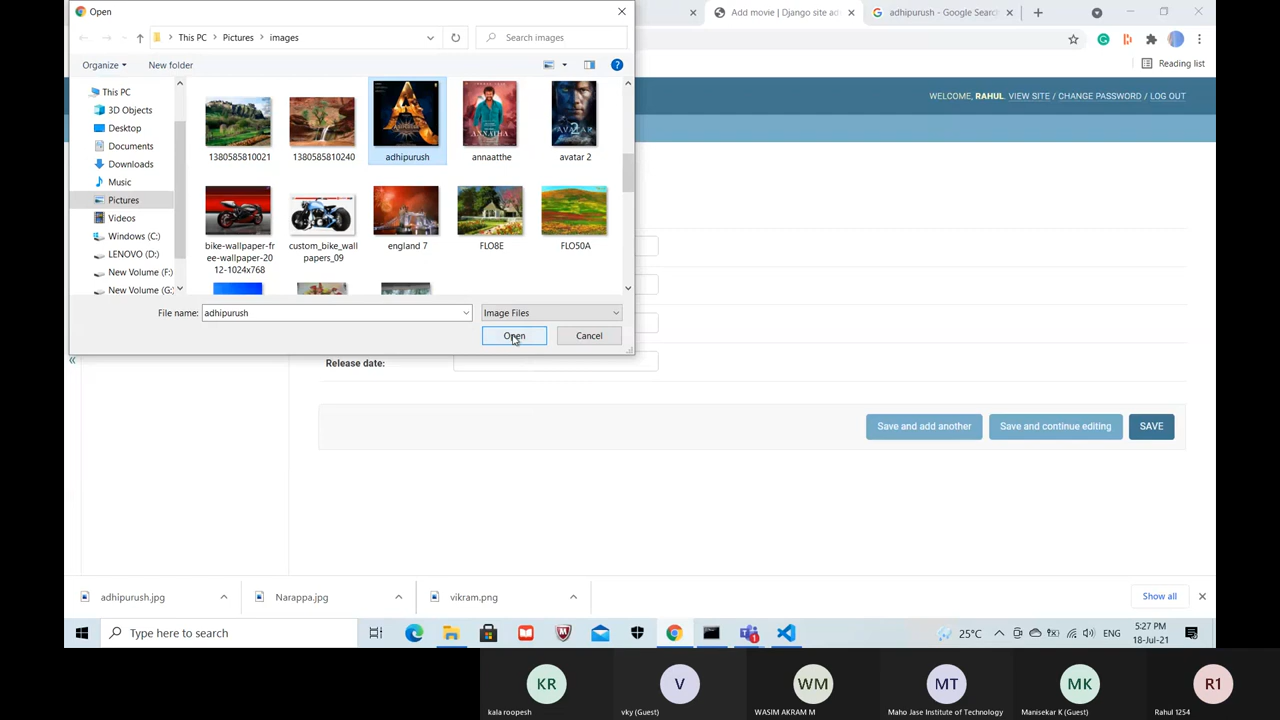 Open
Add movie | Django site ad
adhipurush - Google Search
This PC > Pictures > images
Search images
Organize
New folder
Reading list
This PC
3D Objects
Desktop
Documents
Downloads
Music
Pictures
Videos
Windows (C:)
LENOVO (D:)
New Volume (F:)
New Volume (G:)
1380585810021
1380585810240
adhipurush
annaatthe
avatar 2
bike-wallpaper-fr
ee-wallpaper-20
12-1024x768
custom_bike_wall
papers_09
england 7
FLO8E
FLO50A
WELCOME, RAHUL. VIEW SITE / CHANGE PASSWORD / LOG OUT
File name:
adhipurush
Image Files
Open
Cancel
«
Release date:
Save and add another
Save and continue editing
SAVE
adhipurush.jpg
Narappa.jpg
vikram.png
Show all
Type here to search
25°C
ENG
5:27 PM
18-Jul-21
KR
V
WM
MT
MK
R1
kala roopesh
vky (Guest)
WASIM AKRAM M
Maho Jase Institute of Technology
Manisekar K (Guest)
Rahul 1254